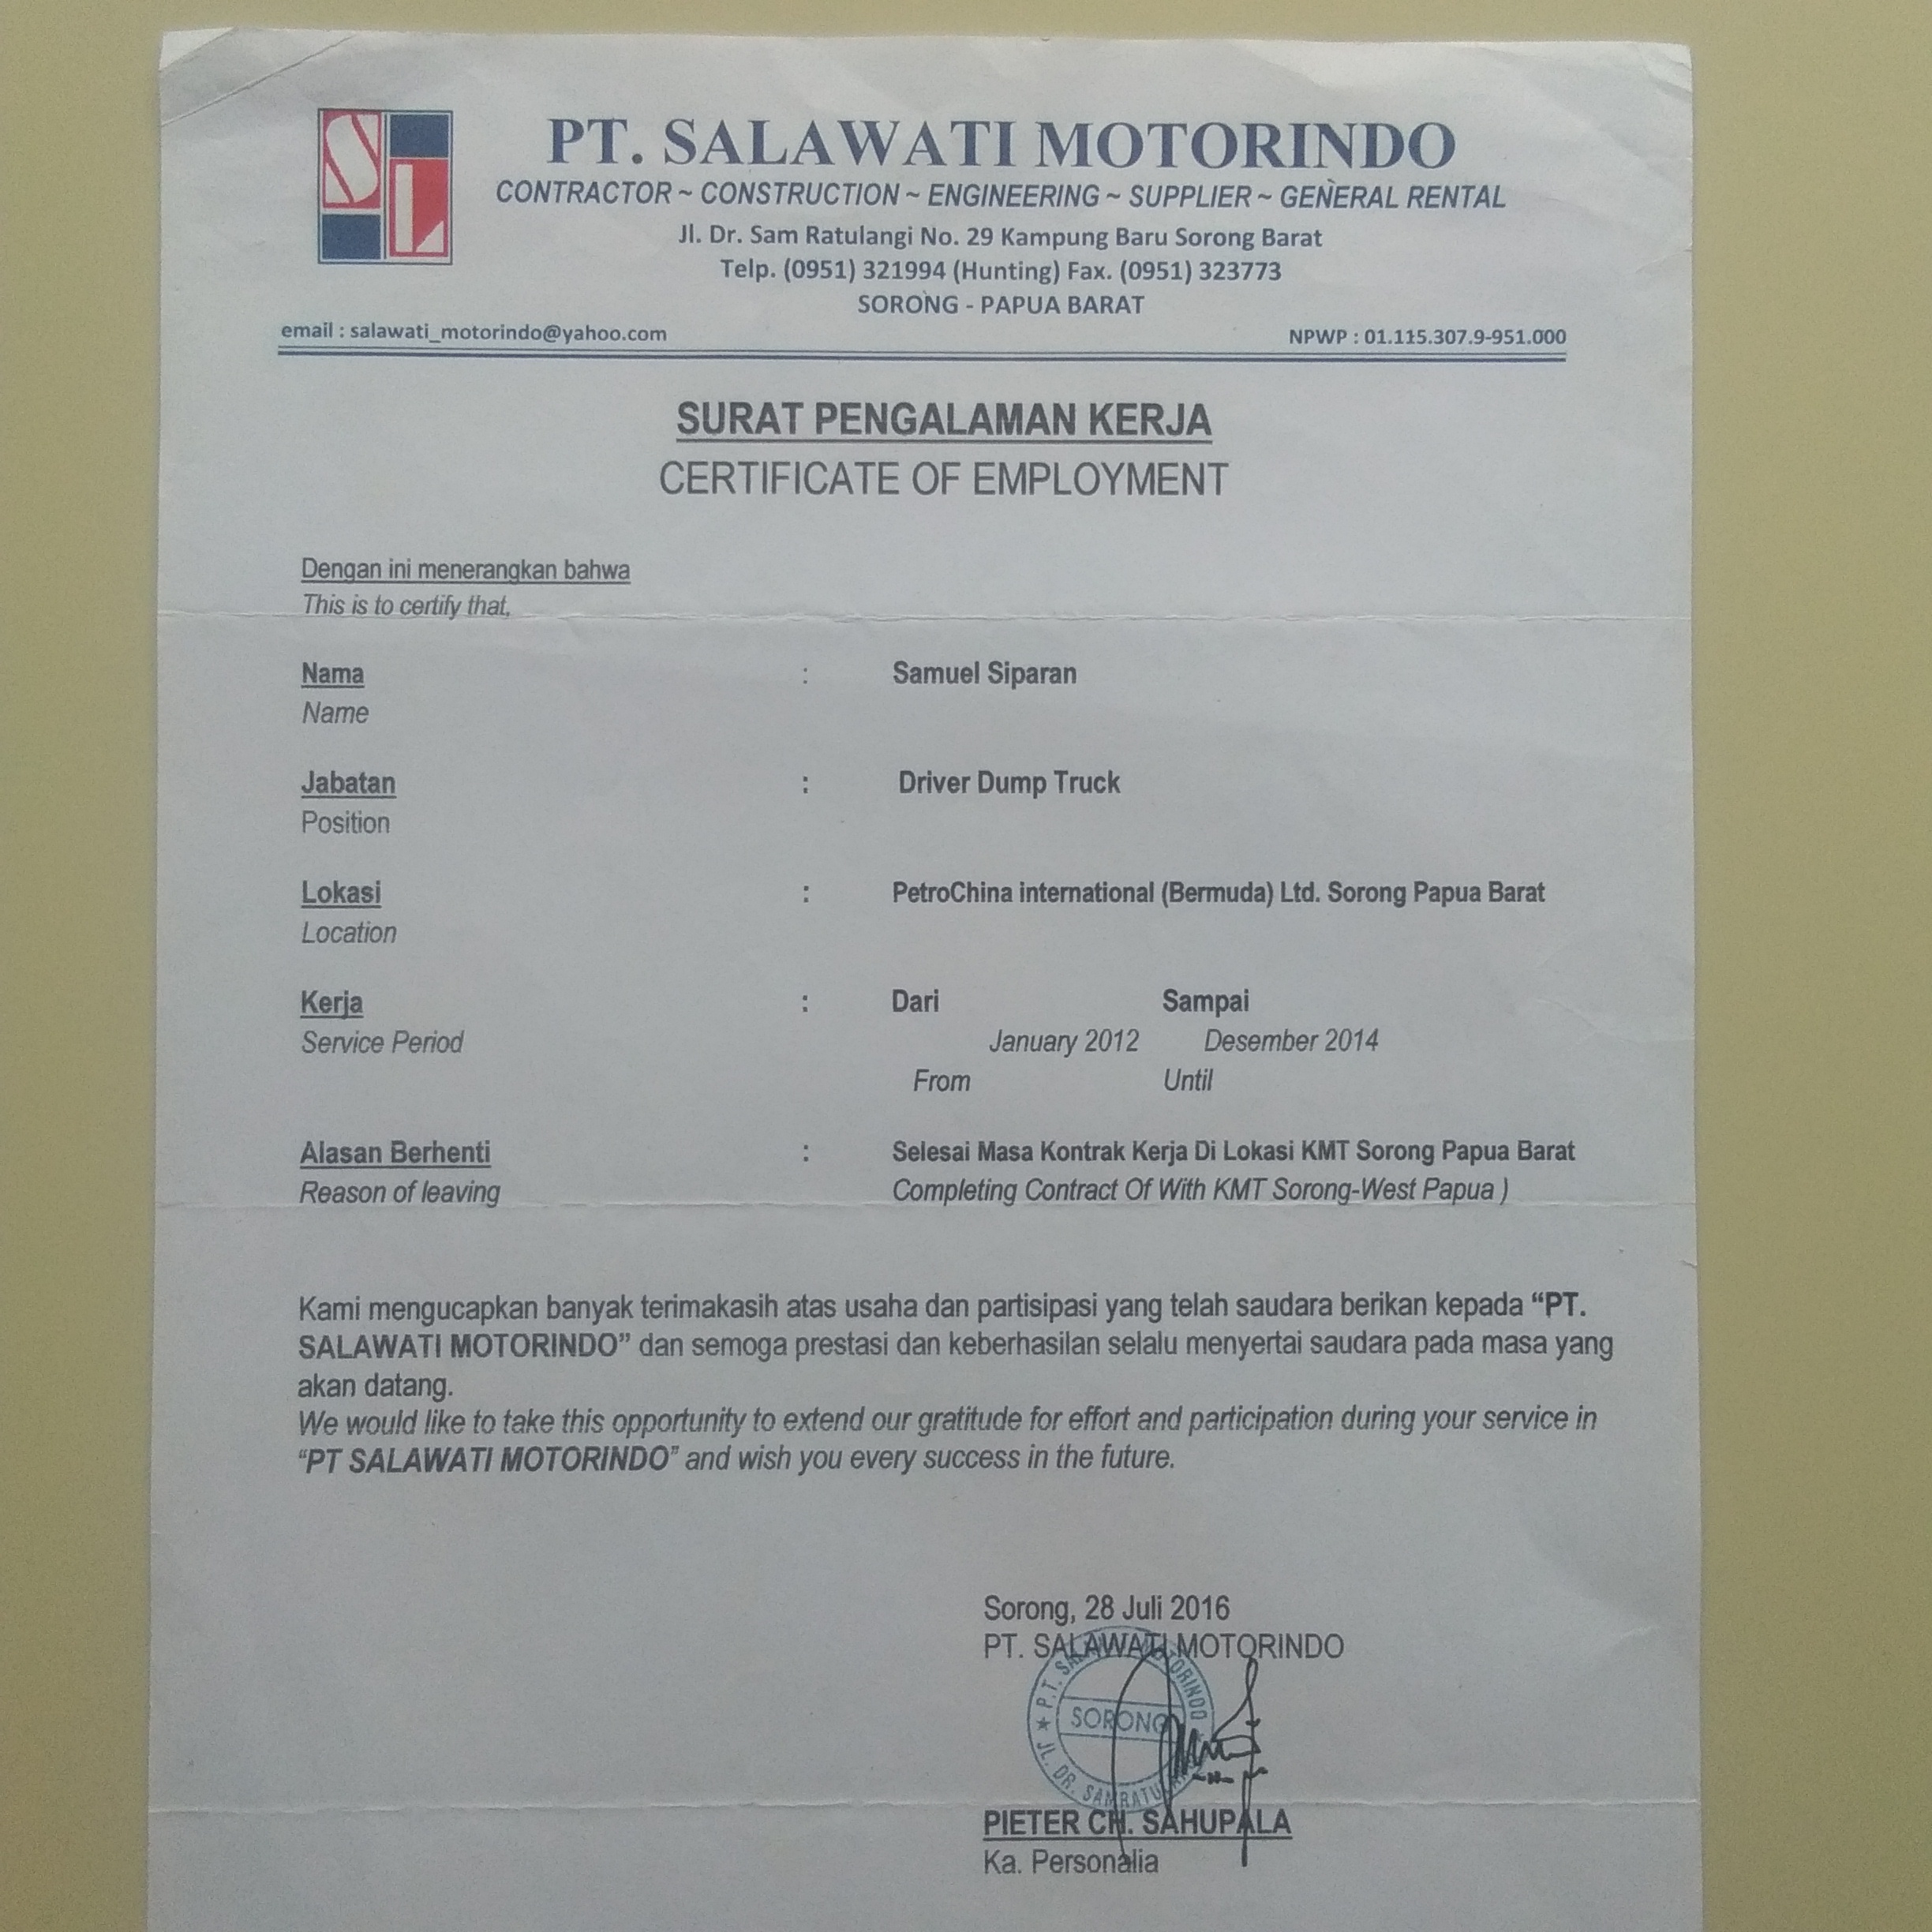 SL
PT. SALAWATI MOTORINDO
CONTRACTOR ~ CONSTRUCTION ~ ENGINEERING ~ SUPPLIER ~ GENERAL RENTAL
Jl. Dr. Sam Ratulangi No. 29 Kampung Baru Sorong Barat
Telp. (0951) 321994 (Hunting) Fax. (0951) 323773
SORONG - PAPUA BARAT
email : salawati_motorindo@yahoo.com NPWP : 01.115.307.9-951.000
SURAT PENGALAMAN KERJA
CERTIFICATE OF EMPLOYMENT
Dengan ini menerangkan bahwa
This is to certify that,
Nama : Samuel Siparan
Name
Jabatan : Driver Dump Truck
Position
Lokasi : PetroChina international (Bermuda) Ltd. Sorong Papua Barat
Location
Kerja : Dari Sampai
Service Period January 2012 Desember 2014
From Until
Alasan Berhenti : Selesai Masa Kontrak Kerja Di Lokasi KMT Sorong Papua Barat
Reason of leaving Completing Contract Of With KMT Sorong-West Papua )
Kami mengucapkan banyak terimakasih atas usaha dan partisipasi yang telah saudara berikan kepada “PT.
SALAWATI MOTORINDO” dan semoga prestasi dan keberhasilan selalu menyertai saudara pada masa yang
akan datang.
We would like to take this opportunity to extend our gratitude for effort and participation during your service in
“PT SALAWATI MOTORINDO” and wish you every success in the future.
Sorong, 28 Juli 2016
PT. SALAWATI MOTORINDO
SORONG
JL. DR.
PIETER CH. SAHUPALA
Ka. Personalia